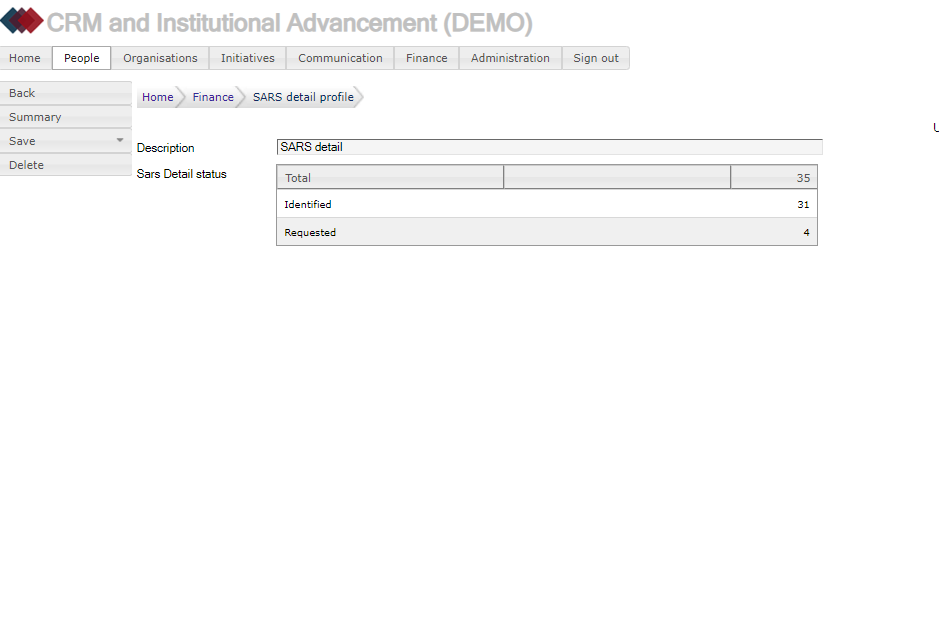 CRM and Institutional Advancement (DEMO)
Home People Organisations Initiatives Communication Finance Administration Sign out
Back
Summary
Save
Delete
Home Finance SARS detail profile
U
Description SARS detail
Sars Detail status
Total 35
Identified 31
Requested 4